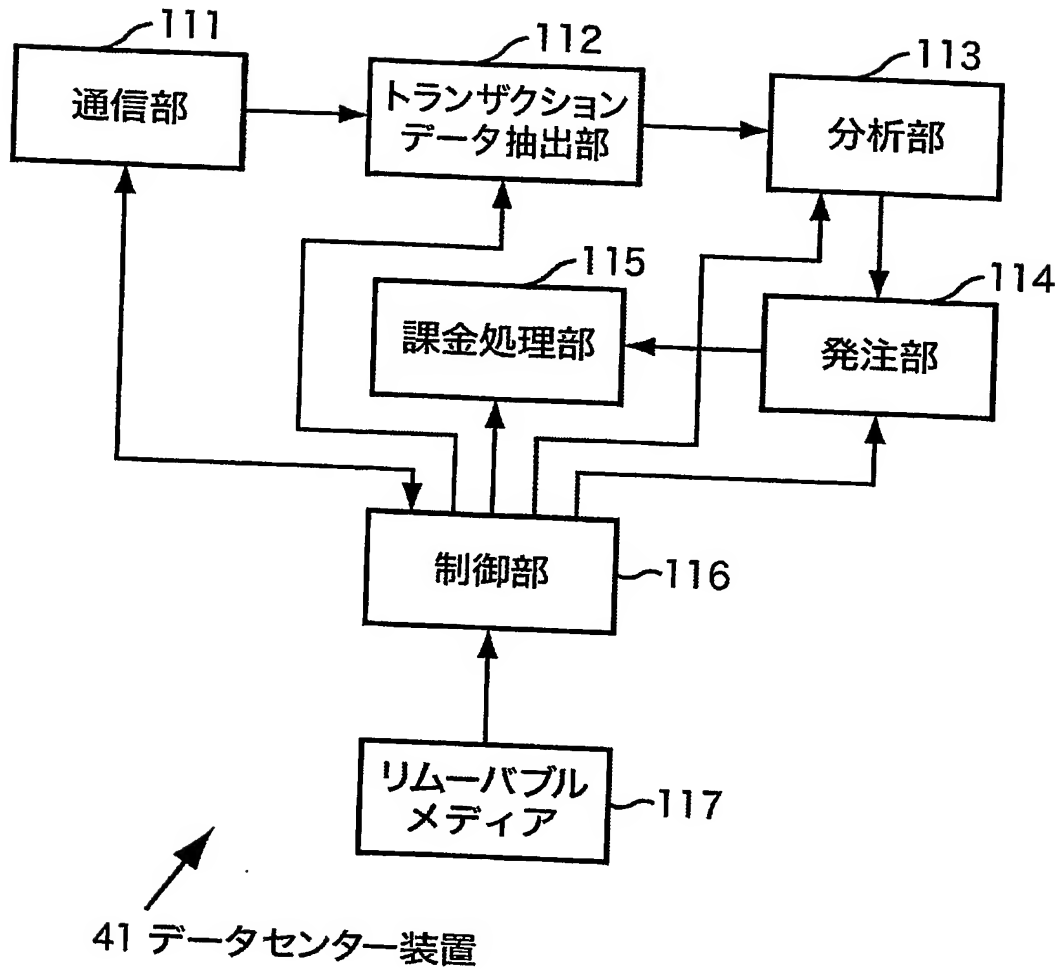 111
通信部
112
トランザクション
データ抽出部
113
分析部
115
課金処理部
114
発注部
制御部
116
リムーバブル
メディア
117
41 データセンター装置